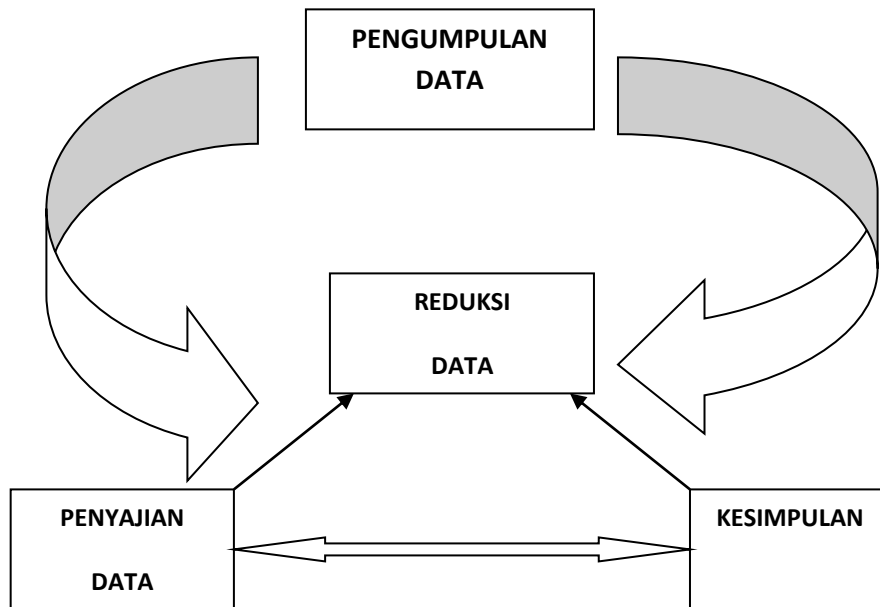 PENGUMPULAN
DATA
REDUKSI
DATA
PENYAJIAN
DATA
KESIMPULAN